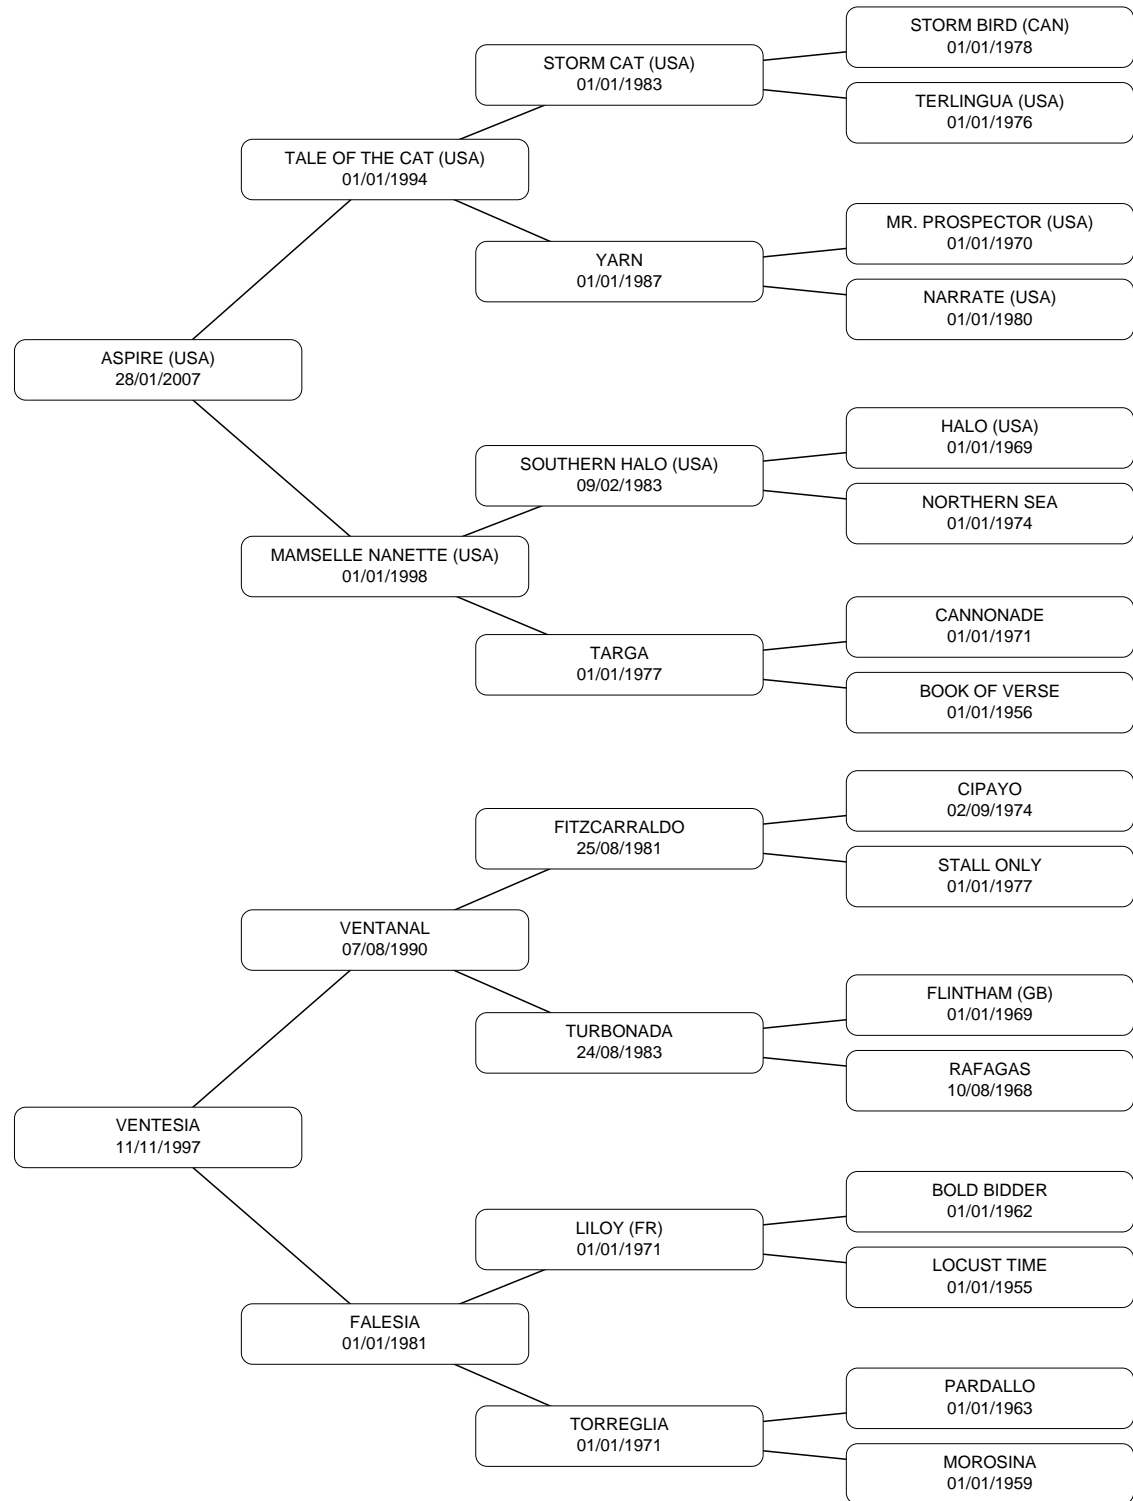 STORM BIRD (CAN)
01/01/1978
STORM CAT (USA)
01/01/1983
TERLINGUA (USA)
01/01/1976
TALE OF THE CAT (USA)
01/01/1994
MR. PROSPECTOR (USA)
01/01/1970
YARN
01/01/1987
NARRATE (USA)
01/01/1980
ASPIRE (USA)
28/01/2007
HALO (USA)
01/01/1969
SOUTHERN HALO (USA)
09/02/1983
NORTHERN SEA
01/01/1974
MAMSELLE NANETTE (USA)
01/01/1998
CANNONADE
01/01/1971
TARGA
01/01/1977
BOOK OF VERSE
01/01/1956
CIPAYO
02/09/1974
FITZCARRALDO
25/08/1981
STALL ONLY
01/01/1977
VENTANAL
07/08/1990
FLINTHAM (GB)
01/01/1969
TURBONADA
24/08/1983
RAFAGAS
10/08/1968
VENTESIA
11/11/1997
BOLD BIDDER
01/01/1962
LILOY (FR)
01/01/1971
LOCUST TIME
01/01/1955
FALESIA
01/01/1981
PARDALLO
01/01/1963
TORREGLIA
01/01/1971
MOROSINA
01/01/1959